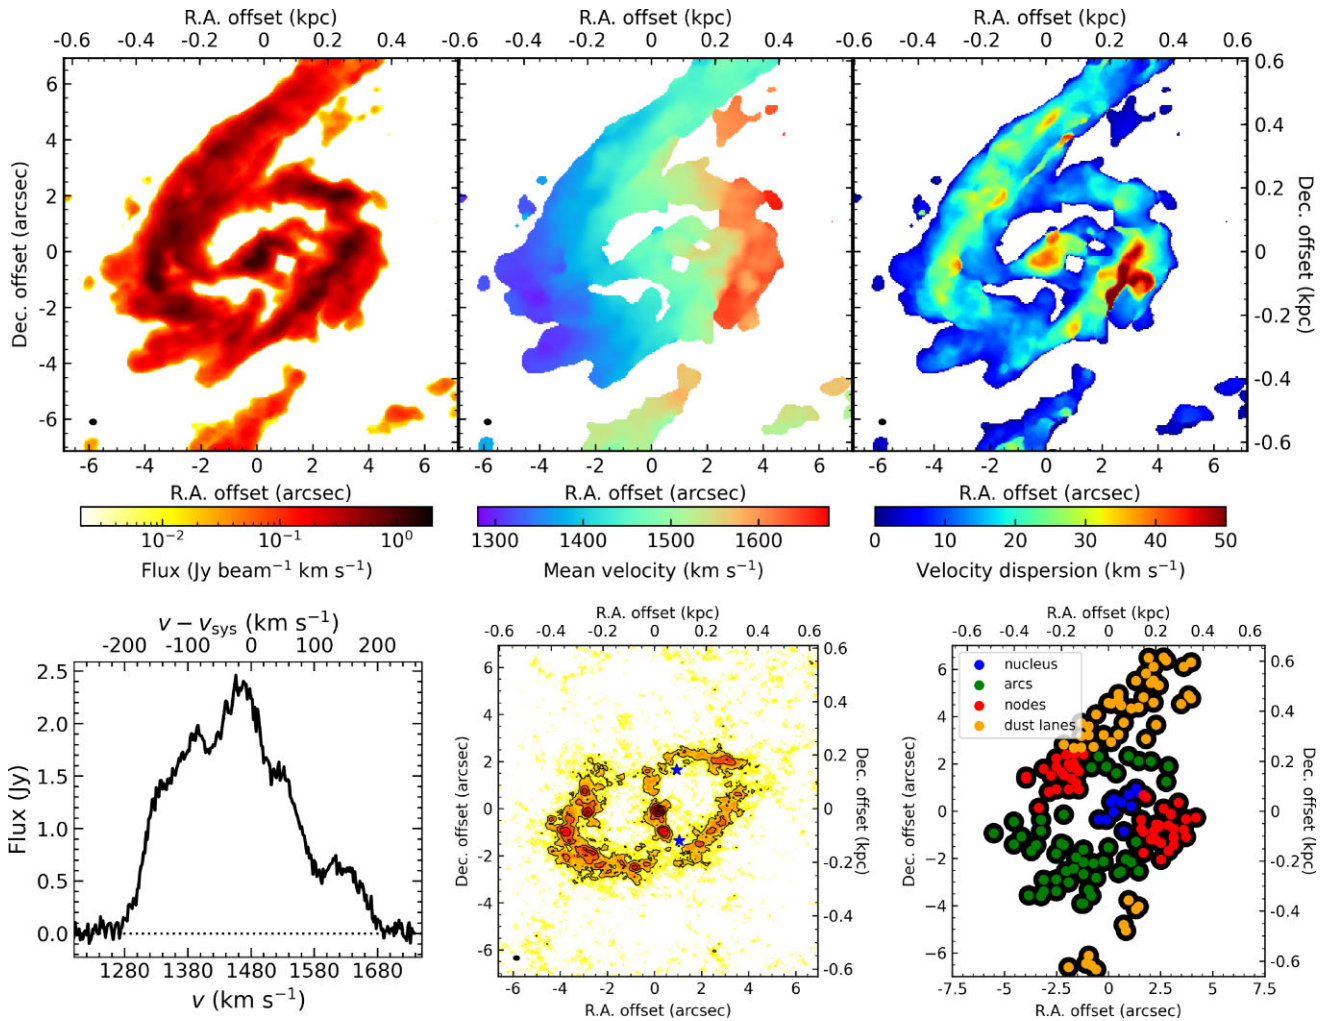 R.A. offset (kpc) R.A. offset (kpc) R.A. offset (kpc)
-0.6 -0.4 -0.2 0 0.2 0.4 -0.6 -0.4 -0.2 0 0.2 0.4 -0.6 -0.4 -0.2 0 0.2 0.4 0.6
6 4 2 0 -2 -4 -6
Dec. offset (arcsec)
0.6 0.4 0.2 0 -0.2 -0.4 -0.6
Dec. offset (kpc)
-6 -4 -2 0 2 4 6 -6 -4 -2 0 2 4 6 -6 -4 -2 0 2 4 6
R.A. offset (arcsec) R.A. offset (arcsec) R.A. offset (arcsec)
10⁻² 10⁻¹ 10⁰ 1300 1400 1500 1600 0 10 20 30 40 50
Flux (Jy beam⁻¹ km s⁻¹) Mean velocity (km s⁻¹) Velocity dispersion (km s⁻¹)
v − v_sys (km s⁻¹)
-200 -100 0 100 200
2.5 2.0 1.5 1.0 0.5 0.0
Flux (Jy)
1280 1380 1480 1580 1680
v (km s⁻¹)
R.A. offset (kpc)
-0.6 -0.4 -0.2 0 0.2 0.4 0.6
6 4 2 0 -2 -4 -6
Dec. offset (arcsec)
0.6 0.4 0.2 0 -0.2 -0.4 -0.6
Dec. offset (kpc)
-6 -4 -2 0 2 4 6
R.A. offset (arcsec)
R.A. offset (kpc)
-0.6 -0.4 -0.2 0 0.2 0.4 0.6
nucleus
arcs
nodes
dust lanes
6 4 2 0 −2 −4 −6
Dec. offset (arcsec)
0.6 0.4 0.2 0 -0.2 -0.4 -0.6
Dec. offset (kpc)
-7.5 -5 -2.5 0 2.5 5 7.5
R.A. offset (arcsec)